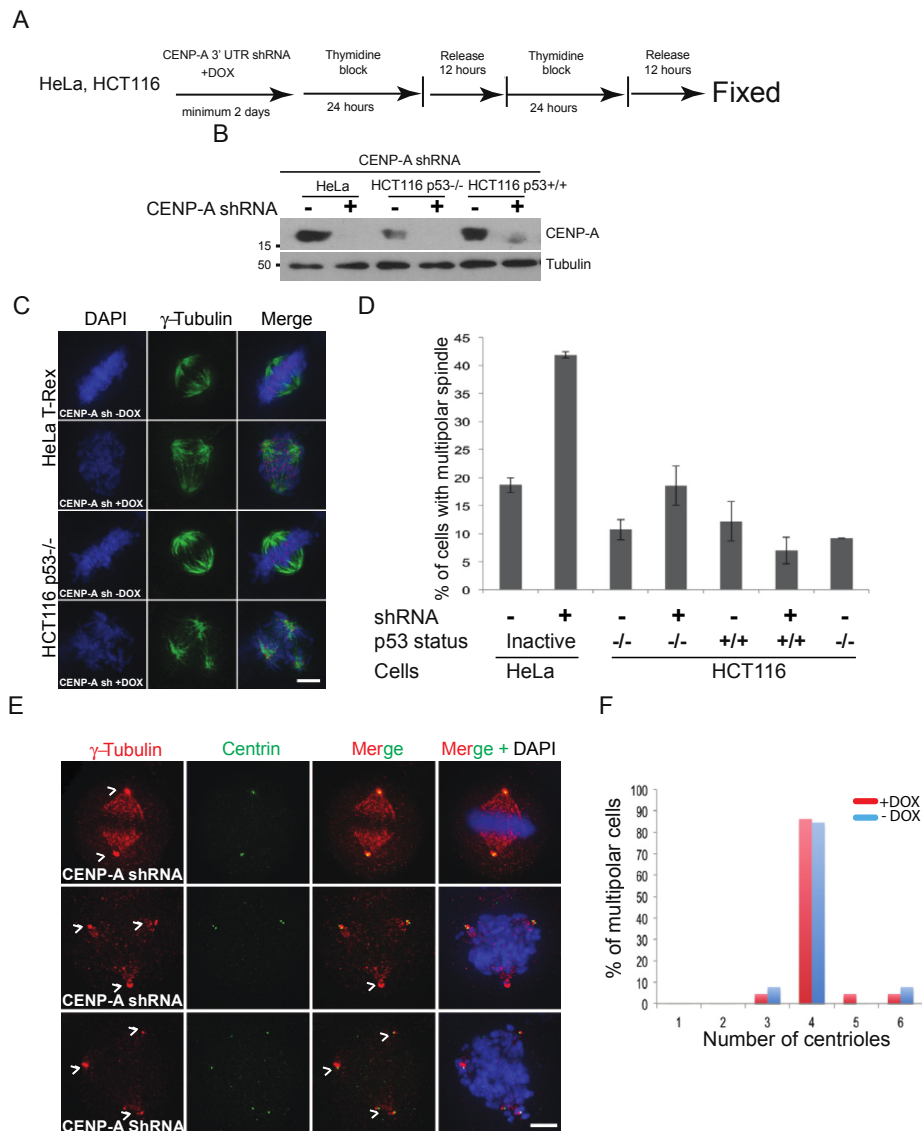 A
HeLa, HCT116
CENP-A 3' UTR shRNA
+DOX
minimum 2 days
Thymidine
block
24 hours
Release
12 hours
Thymidine
block
24 hours
Release
12 hours
Fixed
B
CENP-A shRNA
HeLa HCT116 p53-/- HCT116 p53+/+
CENP-A shRNA - + - + - +
CENP-A
15
50
Tubulin
C
DAPI γ-Tubulin Merge
HeLa T-Rex
CENP-A sh -DOX
CENP-A sh +DOX
HCT116 p53-/-
CENP-A sh -DOX
CENP-A sh +DOX
D
% of cells with multipolar spindle
45
40
35
30
25
20
15
10
5
0
shRNA - + - + - + -
p53 status Inactive -/- -/- +/+ +/+ -/-
Cells HeLa HCT116
E
γ-Tubulin Centrin Merge Merge + DAPI
CENP-A shRNA
CENP-A shRNA
CENP-A ShRNA
F
+DOX
- DOX
% of multipolar cells
100
90
80
70
60
50
40
30
20
10
0
1 2 3 4 5 6
Number of centrioles